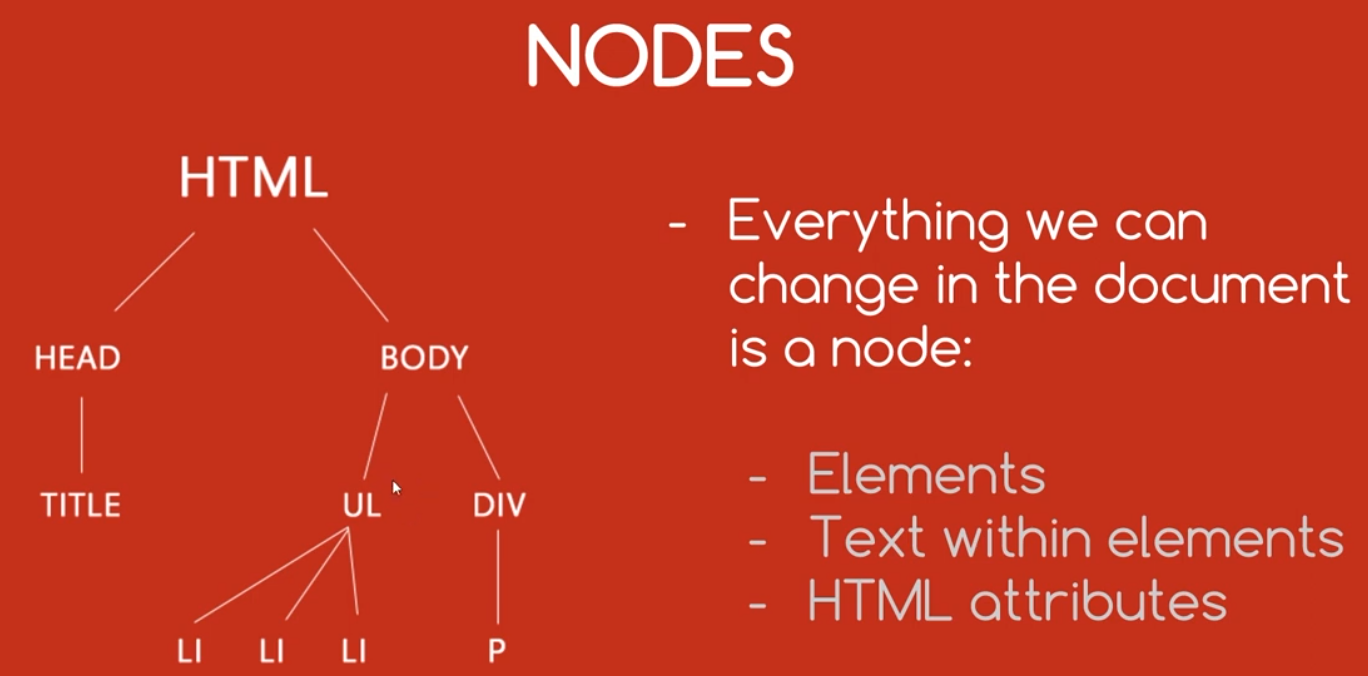 NODES
HTML
HEAD
BODY
TITLE
UL
DIV
LI
LI
LI
P
- Everything we can
change in the document
is a node:
- Elements
- Text within elements
- HTML attributes